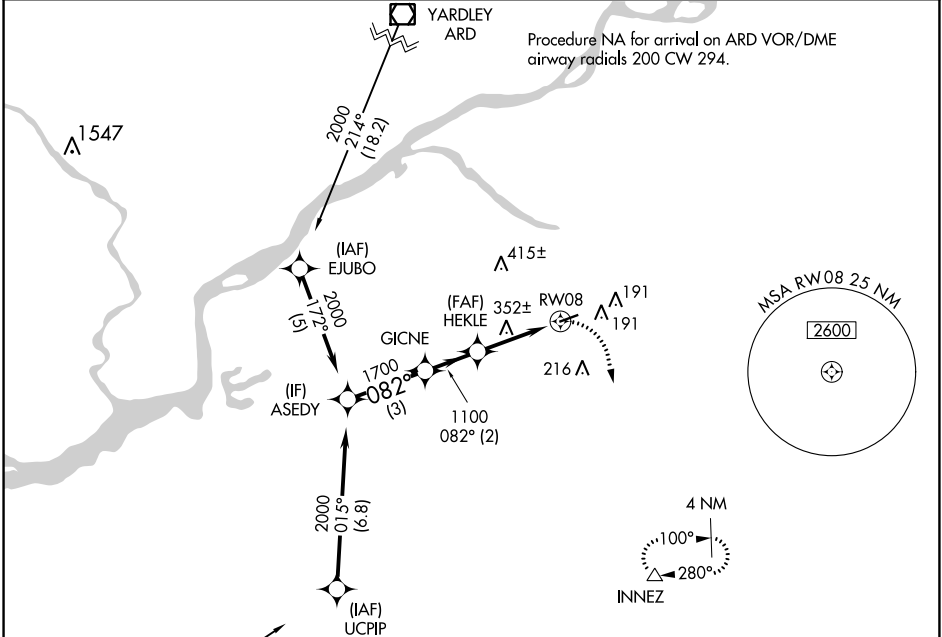 YARDLEY
ARD
Procedure NA for arrival on ARD VOR/DME
airway radials 200 CW 294.
2000
214°
(18.2)
1547
(IAF)
EJUBO
2000
172°
(5)
415±
(FAF)
HEKLE
352±
RW08
191
191
216
GICNE
1700
082°
(3)
(IF)
ASEDY
1100
082° (2)
MSA RW08 25 NM
2600
2000
015°
(6.8)
4 NM
100°
280°
INNEZ
(IAF)
UCPIP